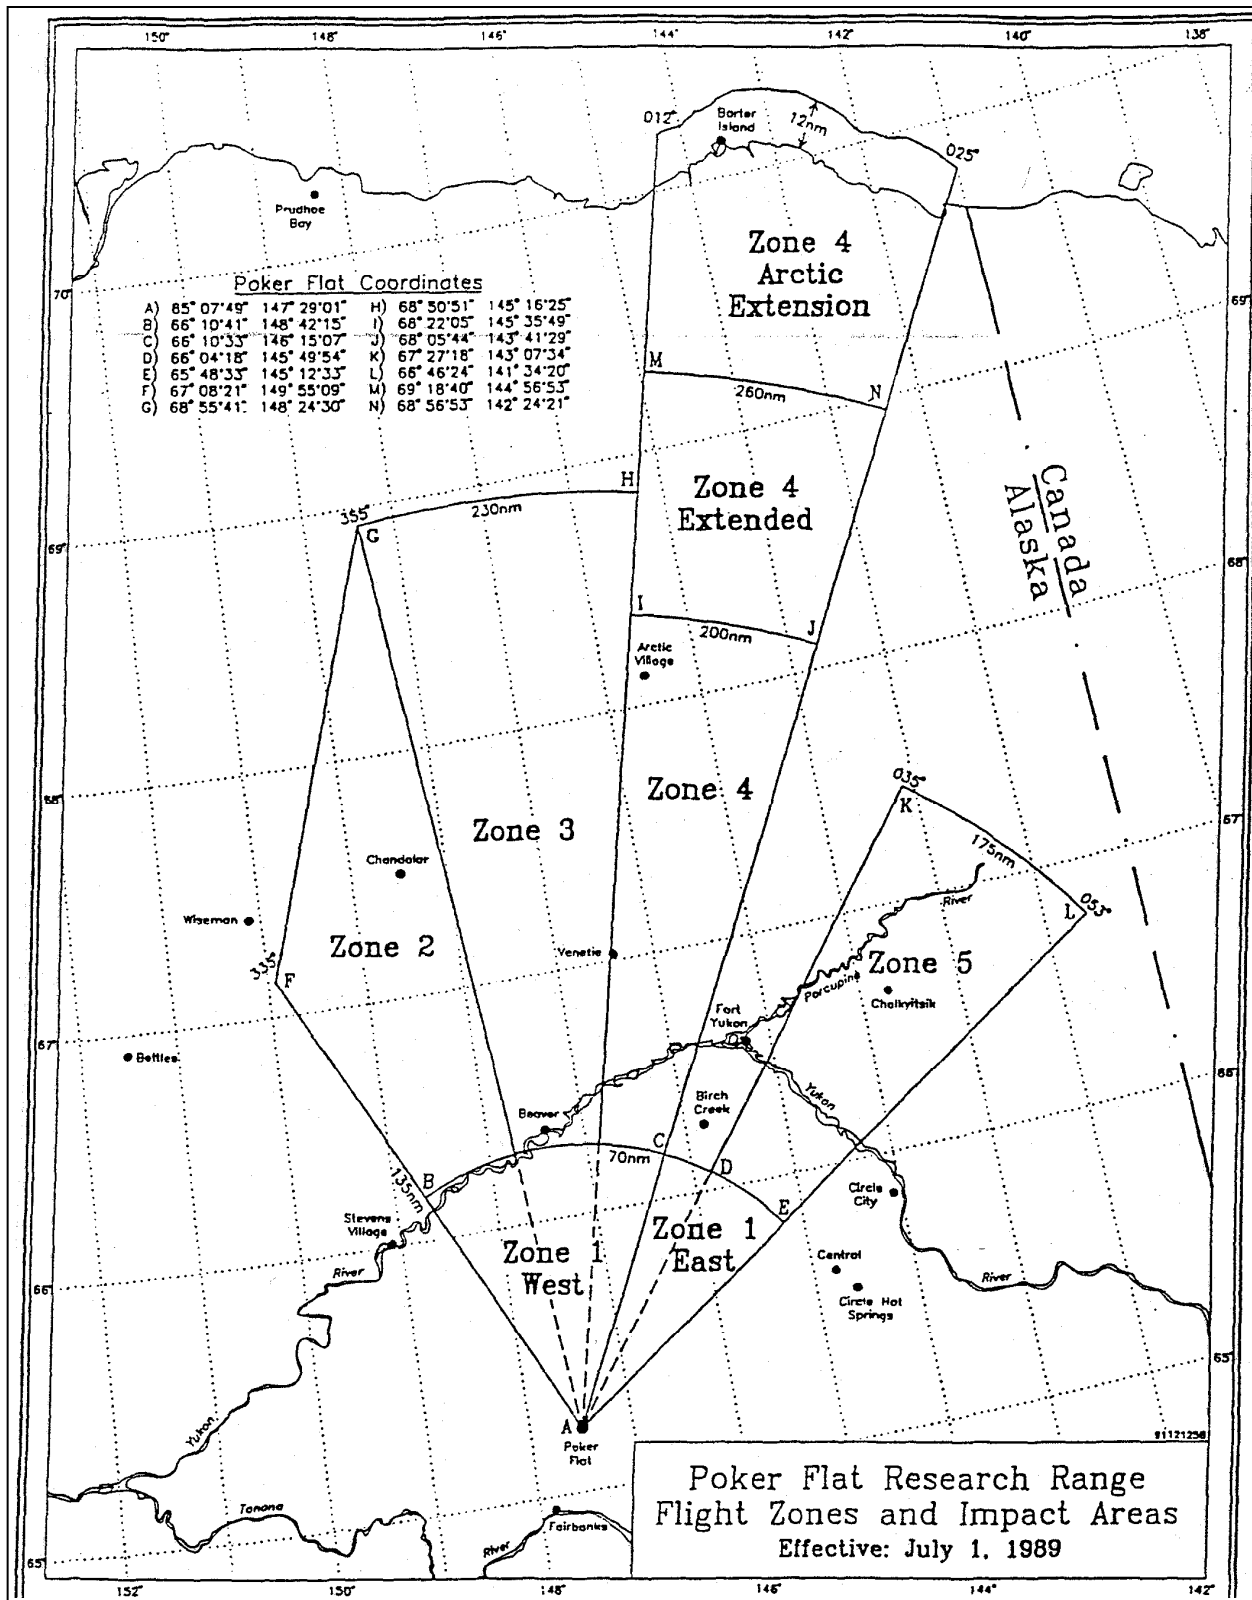 150° 148° 146° 144° 142° 140° 138°
012°
Barter
Island
12nm
025°
Prudhoe
Bay
Zone 4
Arctic
Extension
70°
69°
Poker Flat Coordinates
A) 85° 07'49" 147° 29'01" H) 68° 50'51" 145° 16'25"
B) 66° 10'41" 148° 42'15" I) 68° 22'05" 145° 35'49"
C) 66° 10'33" 146° 15'07" J) 68° 05'44" 143° 41'29"
D) 66° 04'18" 145° 49'54" K) 67° 27'18" 143° 07'34"
E) 65° 48'33" 145° 12'33" L) 66° 46'24" 141° 34'20"
F) 67° 08'21" 149° 55'09" M) 69° 18'40" 144° 56'53"
G) 68° 55'41" 148° 24'30" N) 68° 56'53" 142° 24'21"
M
260nm
N
H
Zone 4
Extended
Canada
Alaska
355°
G
230nm
69°
68°
I
200nm
J
Arctic
Village
Zone 4
035°
K
68°
67°
Zone 3
175nm
Chandalar
River
L
053°
Wiseman
Zone 2
Venetie
Zone 5
Porcupine
Chalkyitsik
335°
F
Fort
Yukon
67°
Bettles
66°
Yukon
Beaver
Birch
Creek
C
70nm
D
B
135nm
Circle
City
E
Stevens
Village
Zone 1
West
Zone 1
East
River
Central
River
66°
Circle Hot
Springs
65°
A
Poker
Flat
Yukon
91121256
Poker Flat Research Range
Flight Zones and Impact Areas
Effective: July 1, 1989
Tanana
Fairbanks
River
65°
152° 150° 148° 146° 144° 142°